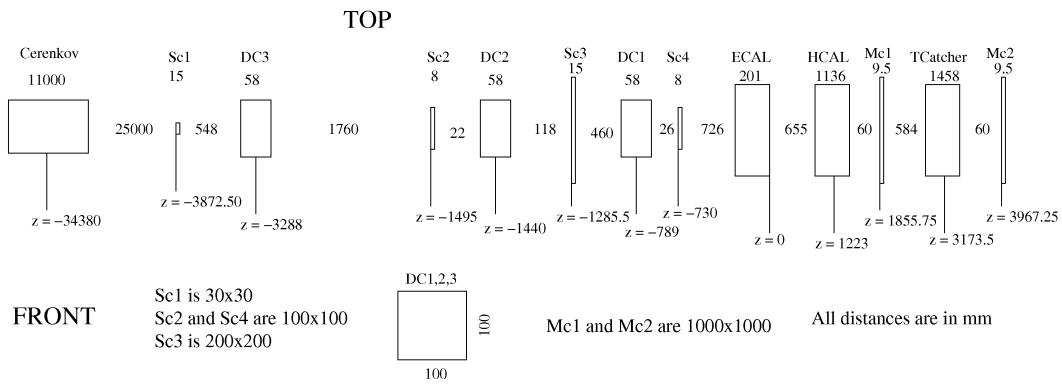 TOP
Cerenkov Sc1 DC3 Sc2 DC2 Sc3 DC1 Sc4 ECAL HCAL Mc1 TCatcher Mc2
11000 15 58 8 58 15 58 8 201 1136 9.5 1458 9.5
25000 548 1760 22 118 460 26 726 655 60 584 60
z = −34380 z = −3872.50 z = −3288 z = −1495 z = −1440 z = −1285.5 z = −789 z = −730 z = 0 z = 1223 z = 1855.75 z = 3173.5 z = 3967.25
FRONT
Sc1 is 30x30
Sc2 and Sc4 are 100x100
Sc3 is 200x200
DC1,2,3
100
100
Mc1 and Mc2 are 1000x1000
All distances are in mm